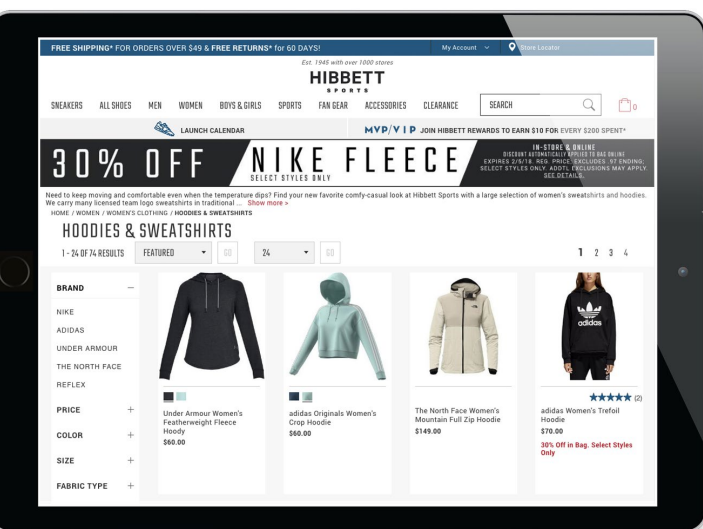 FREE SHIPPING* FOR ORDERS OVER $49 & FREE RETURNS* for 60 DAYS!
My Account
Store Locator
Est. 1945 with over 1000 stores
HIBBETT
SPORTS
SNEAKERS ALL SHOES MEN WOMEN BOYS & GIRLS SPORTS FAN GEAR ACCESSORIES CLEARANCE
SEARCH
0
LAUNCH CALENDAR
MVP/VIP JOIN HIBBETT REWARDS TO EARN $10 FOR EVERY $200 SPENT*
30% OFF
NIKE FLEECE
SELECT STYLES ONLY
IN-STORE & ONLINE
DISCOUNT AUTOMATICALLY APPLIED TO BAG ONLINE
EXPIRES 2/5/18. REG. PRICE. EXCLUDES .97 ENDING;
SELECT STYLES ONLY. ADDTL EXCLUSIONS MAY APPLY.
SEE DETAILS.
Need to keep moving and comfortable even when the temperature dips? Find your new favorite comfy-casual look at Hibbett Sports with a large selection of women's sweatshirts and hoodies.
We carry many licensed team logo sweatshirts in traditional ... Show more »
HOME / WOMEN / WOMEN'S CLOTHING / HOODIES & SWEATSHIRTS
HOODIES & SWEATSHIRTS
1 - 24 OF 74 RESULTS FEATURED GO 24 GO 1 2 3 4
BRAND
NIKE
ADIDAS
UNDER ARMOUR
THE NORTH FACE
REFLEX
PRICE
COLOR
SIZE
FABRIC TYPE
Under Armour Women's
Featherweight Fleece
Hoody
$60.00
adidas Originals Women's
Crop Hoodie
$60.00
The North Face Women's
Mountain Full Zip Hoodie
$149.00
adidas
(2)
adidas Women's Trefoil
Hoodie
$70.00
30% Off in Bag. Select Styles
Only